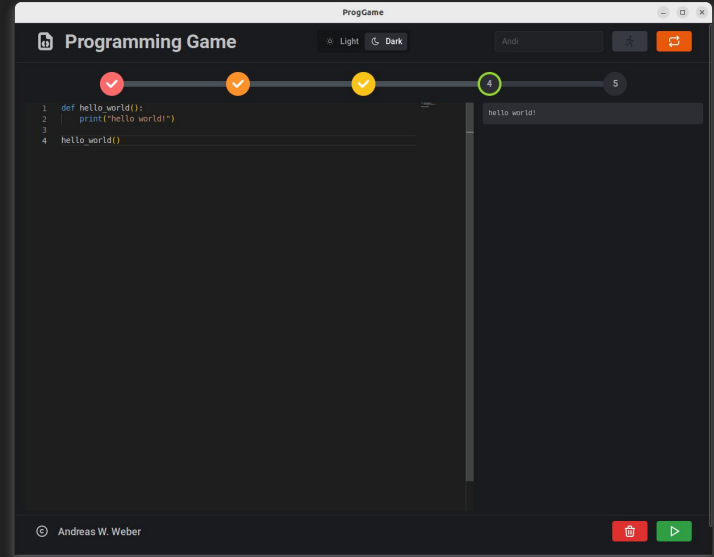 ProgGame
Programming Game
Light
Dark
Andi
4
5
1 def hello_world():
2 print("hello world!")
3
4 hello_world()
hello world!
© Andreas W. Weber